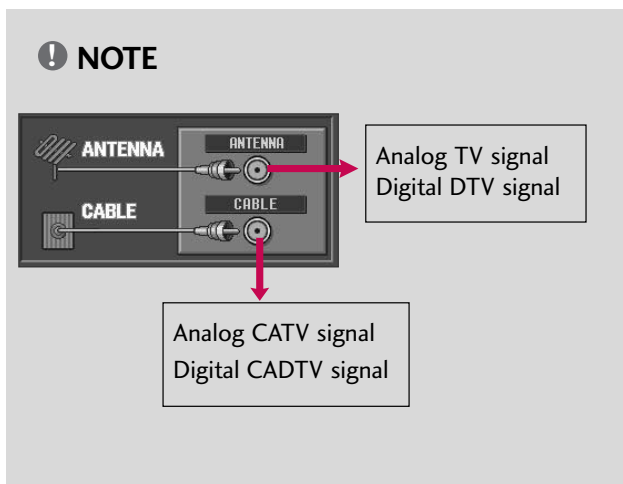 ! NOTE
ANTENNA
ANTENNA
CABLE
CABLE
Analog TV signal
Digital DTV signal
Analog CATV signal
Digital CADTV signal